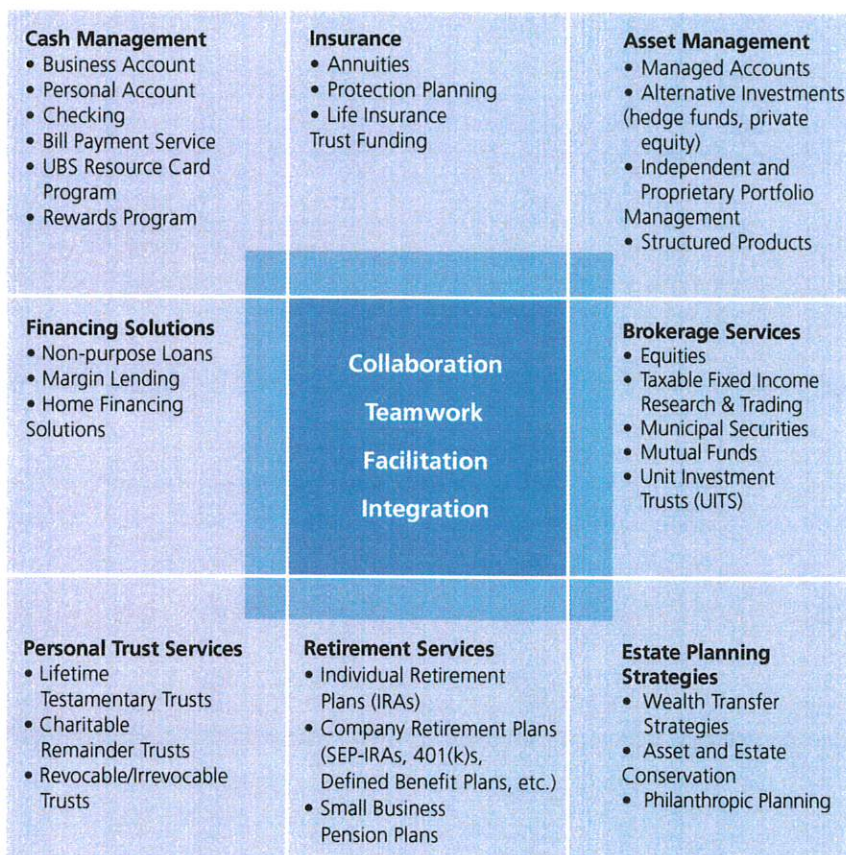 Cash Management
• Business Account
• Personal Account
• Checking
• Bill Payment Service
• UBS Resource Card
Program
• Rewards Program
Insurance
• Annuities
• Protection Planning
• Life Insurance
Trust Funding
Asset Management
• Managed Accounts
• Alternative Investments
(hedge funds, private
equity)
• Independent and
Proprietary Portfolio
Management
• Structured Products
Financing Solutions
• Non-purpose Loans
• Margin Lending
• Home Financing
Solutions
Collaboration
Teamwork
Facilitation
Integration
Brokerage Services
• Equities
• Taxable Fixed Income
Research & Trading
• Municipal Securities
• Mutual Funds
• Unit Investment
Trusts (UITS)
Personal Trust Services
• Lifetime
Testamentary Trusts
• Charitable
Remainder Trusts
• Revocable/Irrevocable
Trusts
Retirement Services
• Individual Retirement
Plans (IRAs)
• Company Retirement Plans
(SEP-IRAs, 401(k)s,
Defined Benefit Plans, etc.)
• Small Business
Pension Plans
Estate Planning
Strategies
• Wealth Transfer
Strategies
• Asset and Estate
Conservation
• Philanthropic Planning